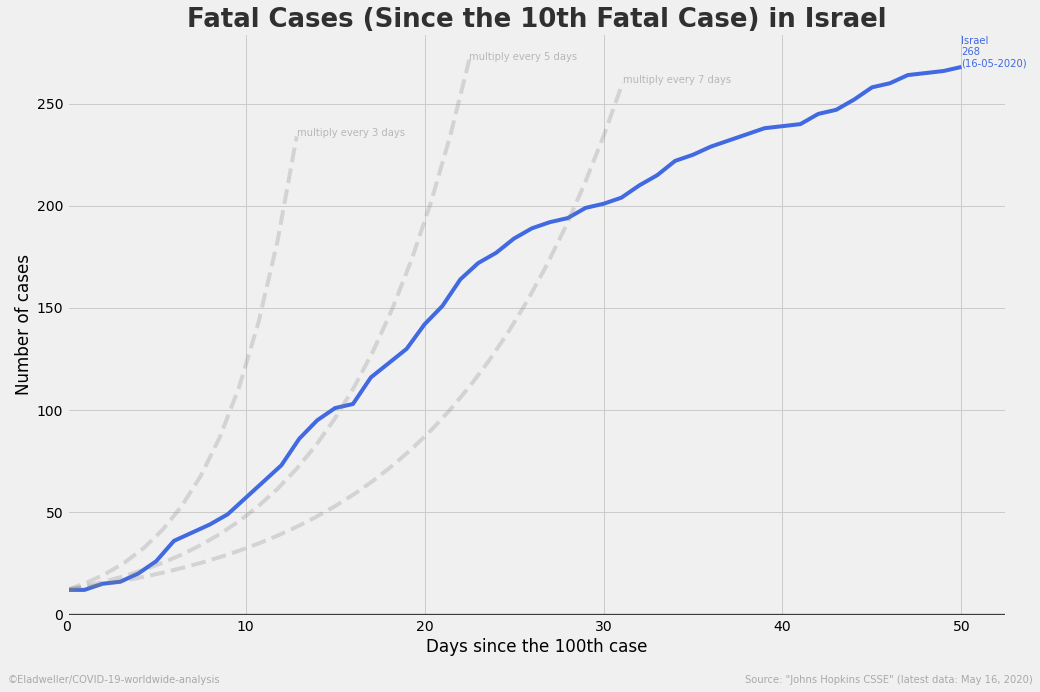 Fatal Cases (Since the 10th Fatal Case) in Israel
Israel
268
(16-05-2020)
multiply every 5 days
multiply every 7 days
multiply every 3 days
Number of cases
250
200
150
100
50
0
0 10 20 30 40 50
Days since the 100th case
©Eladweller/COVID-19-worldwide-analysis
Source: "Johns Hopkins CSSE" (latest data: May 16, 2020)